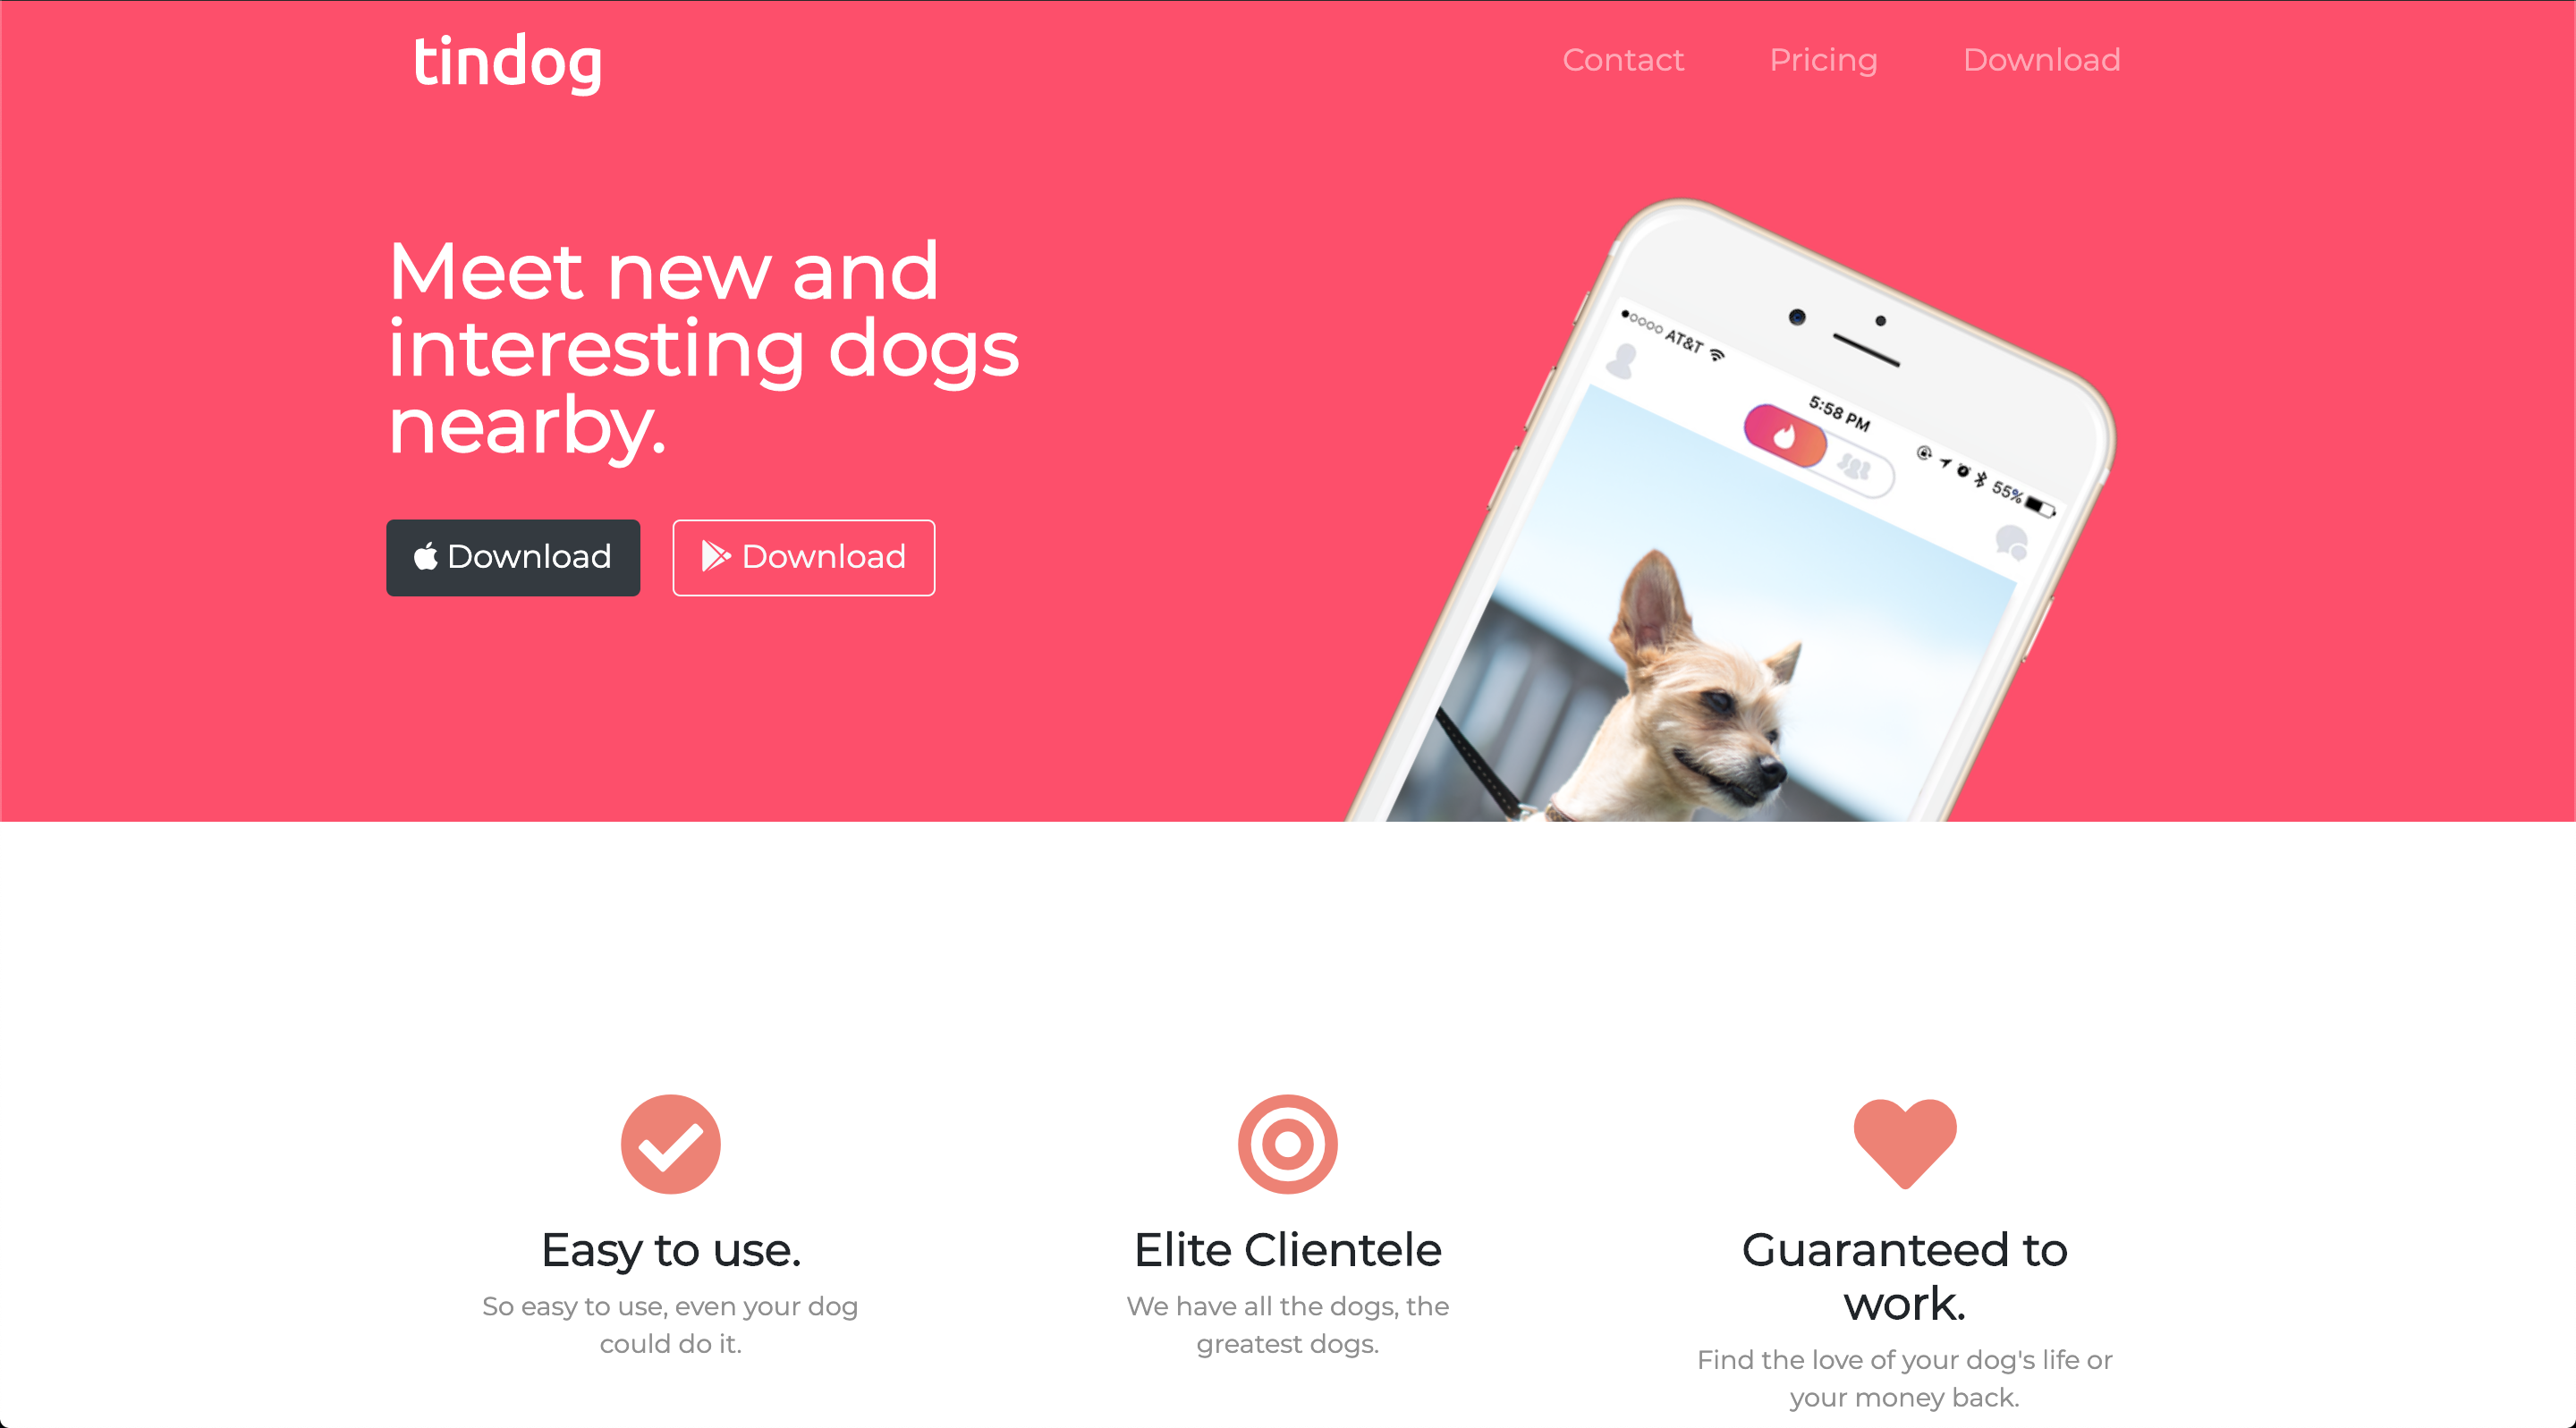 tindog
Contact Pricing Download
Meet new and
interesting dogs
nearby.
Download Download
AT&T 5:58 PM 55%
Easy to use.
So easy to use, even your dog
could do it.
Elite Clientele
We have all the dogs, the
greatest dogs.
Guaranteed to
work.
Find the love of your dog's life or
your money back.